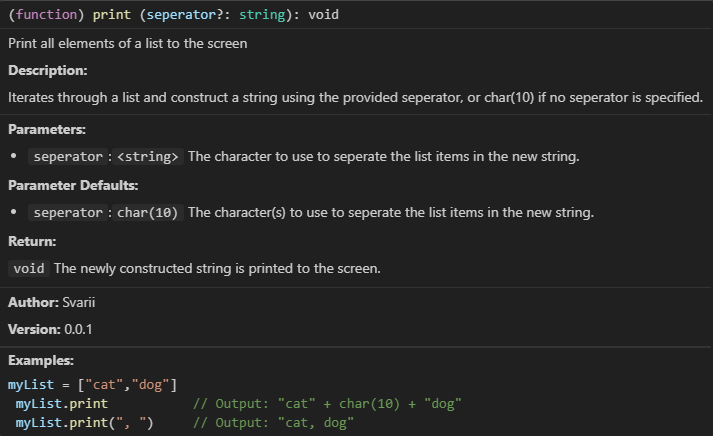 (function) print (seperator?: string): void
Print all elements of a list to the screen
Description:
Iterates through a list and construct a string using the provided seperator, or char(10) if no seperator is specified.
Parameters:
• seperator : <string> The character to use to seperate the list items in the new string.
Parameter Defaults:
• seperator : char(10) The character(s) to use to seperate the list items in the new string.
Return:
void The newly constructed string is printed to the screen.
Author: Svarii
Version: 0.0.1
Examples:
myList = ["cat","dog"]
myList.print // Output: "cat" + char(10) + "dog"
myList.print(", ") // Output: "cat, dog"